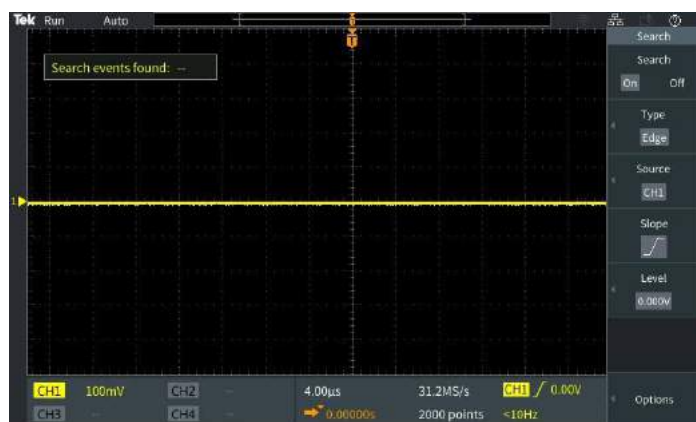 Tek Run Auto
Search
T
Search events found: --
Search
On Off
Type
Edge
Source
CH1
1
Slope
Level
0.000V
CH1 100mV CH2 -- 4.00µs 31.2MS/s CH1 0.00V
CH3 -- CH4 -- 0.00000s 2000 points <10Hz
Options